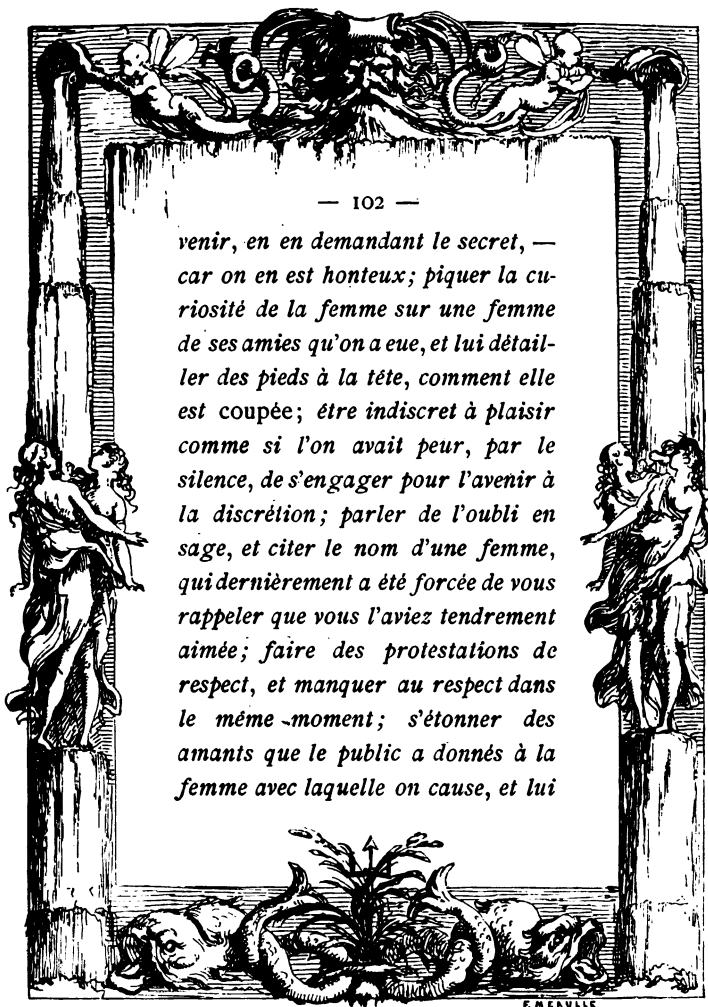 — 102 —
venir, en en demandant le secret, —
car on en est honteux; piquer la cu-
riosité de la femme sur une femme
de ses amies qu'on a eue, et lui détail-
ler des pieds à la tête, comment elle
est coupée; être indiscret à plaisir
comme si l'on avait peur, par le
silence, de s'engager pour l'avenir à
la discrétion; parler de l'oubli en
sage, et citer le nom d'une femme,
qui dernièrement a été forcée de vous
rappeler que vous l'aviez tendrement
aimée; faire des protestations de
respect, et manquer au respect dans
le même moment; s'étonner des
amants que le public a donnés à la
femme avec laquelle on cause, et lui